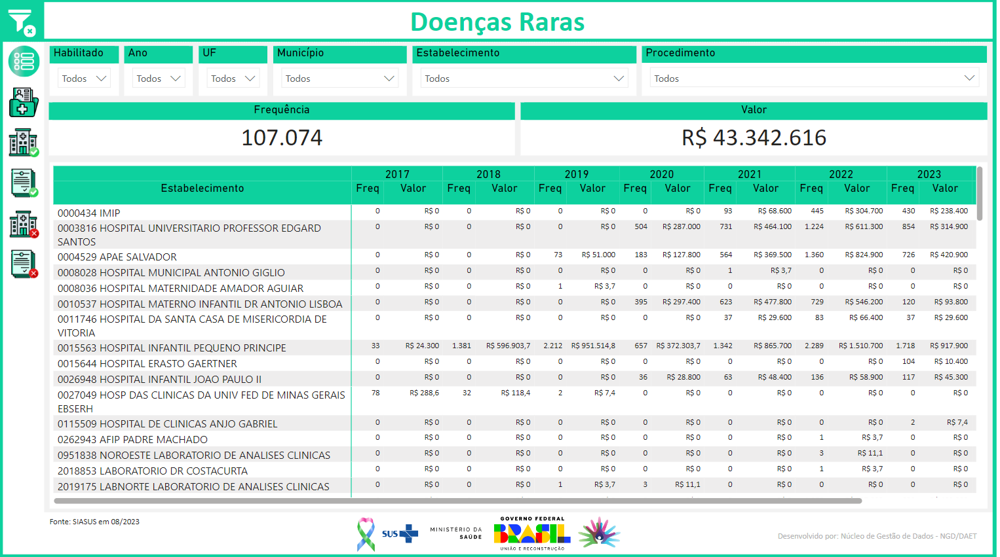 Doenças Raras
Habilitado Ano UF Município Estabelecimento Procedimento
Todos Todos Todos Todos Todos Todos
Frequência Valor
107.074 R$ 43.342.616
2017 2018 2019 2020 2021 2022 2023
Estabelecimento Freq Valor Freq Valor Freq Valor Freq Valor Freq Valor Freq Valor Freq Valor
0000434 IMIP 0 R$ 0 0 R$ 0 0 R$ 0 0 R$ 0 93 R$ 68.600 445 R$ 304.700 430 R$ 238.400
0003816 HOSPITAL UNIVERSITARIO PROFESSOR EDGARD 0 R$ 0 0 R$ 0 0 R$ 0 504 R$ 287.000 731 R$ 464.100 1.224 R$ 611.300 854 R$ 314.900
SANTOS
0004529 APAE SALVADOR 0 R$ 0 0 R$ 0 73 R$ 51.000 183 R$ 127.800 564 R$ 369.500 1.360 R$ 824.900 726 R$ 420.900
0008028 HOSPITAL MUNICIPAL ANTONIO GIGLIO 0 R$ 0 0 R$ 0 0 R$ 0 0 R$ 0 1 R$ 3,7 0 R$ 0 0 R$ 0
0008036 HOSPITAL MATERNIDADE AMADOR AGUIAR 0 R$ 0 0 R$ 0 1 R$ 3,7 0 R$ 0 0 R$ 0 0 R$ 0 0 R$ 0
0010537 HOSPITAL MATERNO INFANTIL DR ANTONIO LISBOA 0 R$ 0 0 R$ 0 0 R$ 0 395 R$ 297.400 623 R$ 477.800 729 R$ 546.200 120 R$ 93.800
0011746 HOSPITAL DA SANTA CASA DE MISERICORDIA DE 0 R$ 0 0 R$ 0 0 R$ 0 0 R$ 0 37 R$ 29.600 83 R$ 66.400 37 R$ 29.600
VITORIA
0015563 HOSPITAL INFANTIL PEQUENO PRINCIPE 33 R$ 24.300 1.381 R$ 596.903,7 2.212 R$ 951.514,8 657 R$ 372.303,7 1.342 R$ 865.700 2.289 R$ 1.510.700 1.718 R$ 917.900
0015644 HOSPITAL ERASTO GAERTNER 0 R$ 0 0 R$ 0 0 R$ 0 0 R$ 0 0 R$ 0 0 R$ 0 104 R$ 10.400
0026948 HOSPITAL INFANTIL JOAO PAULO II 0 R$ 0 0 R$ 0 0 R$ 0 36 R$ 28.800 63 R$ 48.400 136 R$ 58.900 117 R$ 45.300
0027049 HOSP DAS CLINICAS DA UNIV FED DE MINAS GERAIS 78 R$ 288,6 32 R$ 118,4 2 R$ 7,4 0 R$ 0 0 R$ 0 0 R$ 0 0 R$ 0
EBSERH
0115509 HOSPITAL DE CLINICAS ANJO GABRIEL 0 R$ 0 0 R$ 0 0 R$ 0 0 R$ 0 0 R$ 0 0 R$ 0 2 R$ 7,4
0262943 AFIP PADRE MACHADO 0 R$ 0 0 R$ 0 0 R$ 0 0 R$ 0 0 R$ 0 1 R$ 3,7 0 R$ 0
0951838 NOROESTE LABORATORIO DE ANALISES CLINICAS 0 R$ 0 0 R$ 0 0 R$ 0 0 R$ 0 0 R$ 0 3 R$ 11,1 0 R$ 0
2018853 LABORATORIO DR COSTACURTA 0 R$ 0 0 R$ 0 0 R$ 0 0 R$ 0 0 R$ 0 1 R$ 3,7 0 R$ 0
2019175 LABNORTE LABORATORIO DE ANALISES CLINICAS 0 R$ 0 0 R$ 0 1 R$ 3,7 3 R$ 11,1 0 R$ 0 0 R$ 0 0 R$ 0
Fonte: SIASUS em 08/2023
SUS
MINISTÉRIO DA
SAÚDE
GOVERNO FEDERAL
BRASIL
UNIÃO E RECONSTRUÇÃO
Desenvolvido por: Núcleo de Gestão de Dados - NGD/DAET